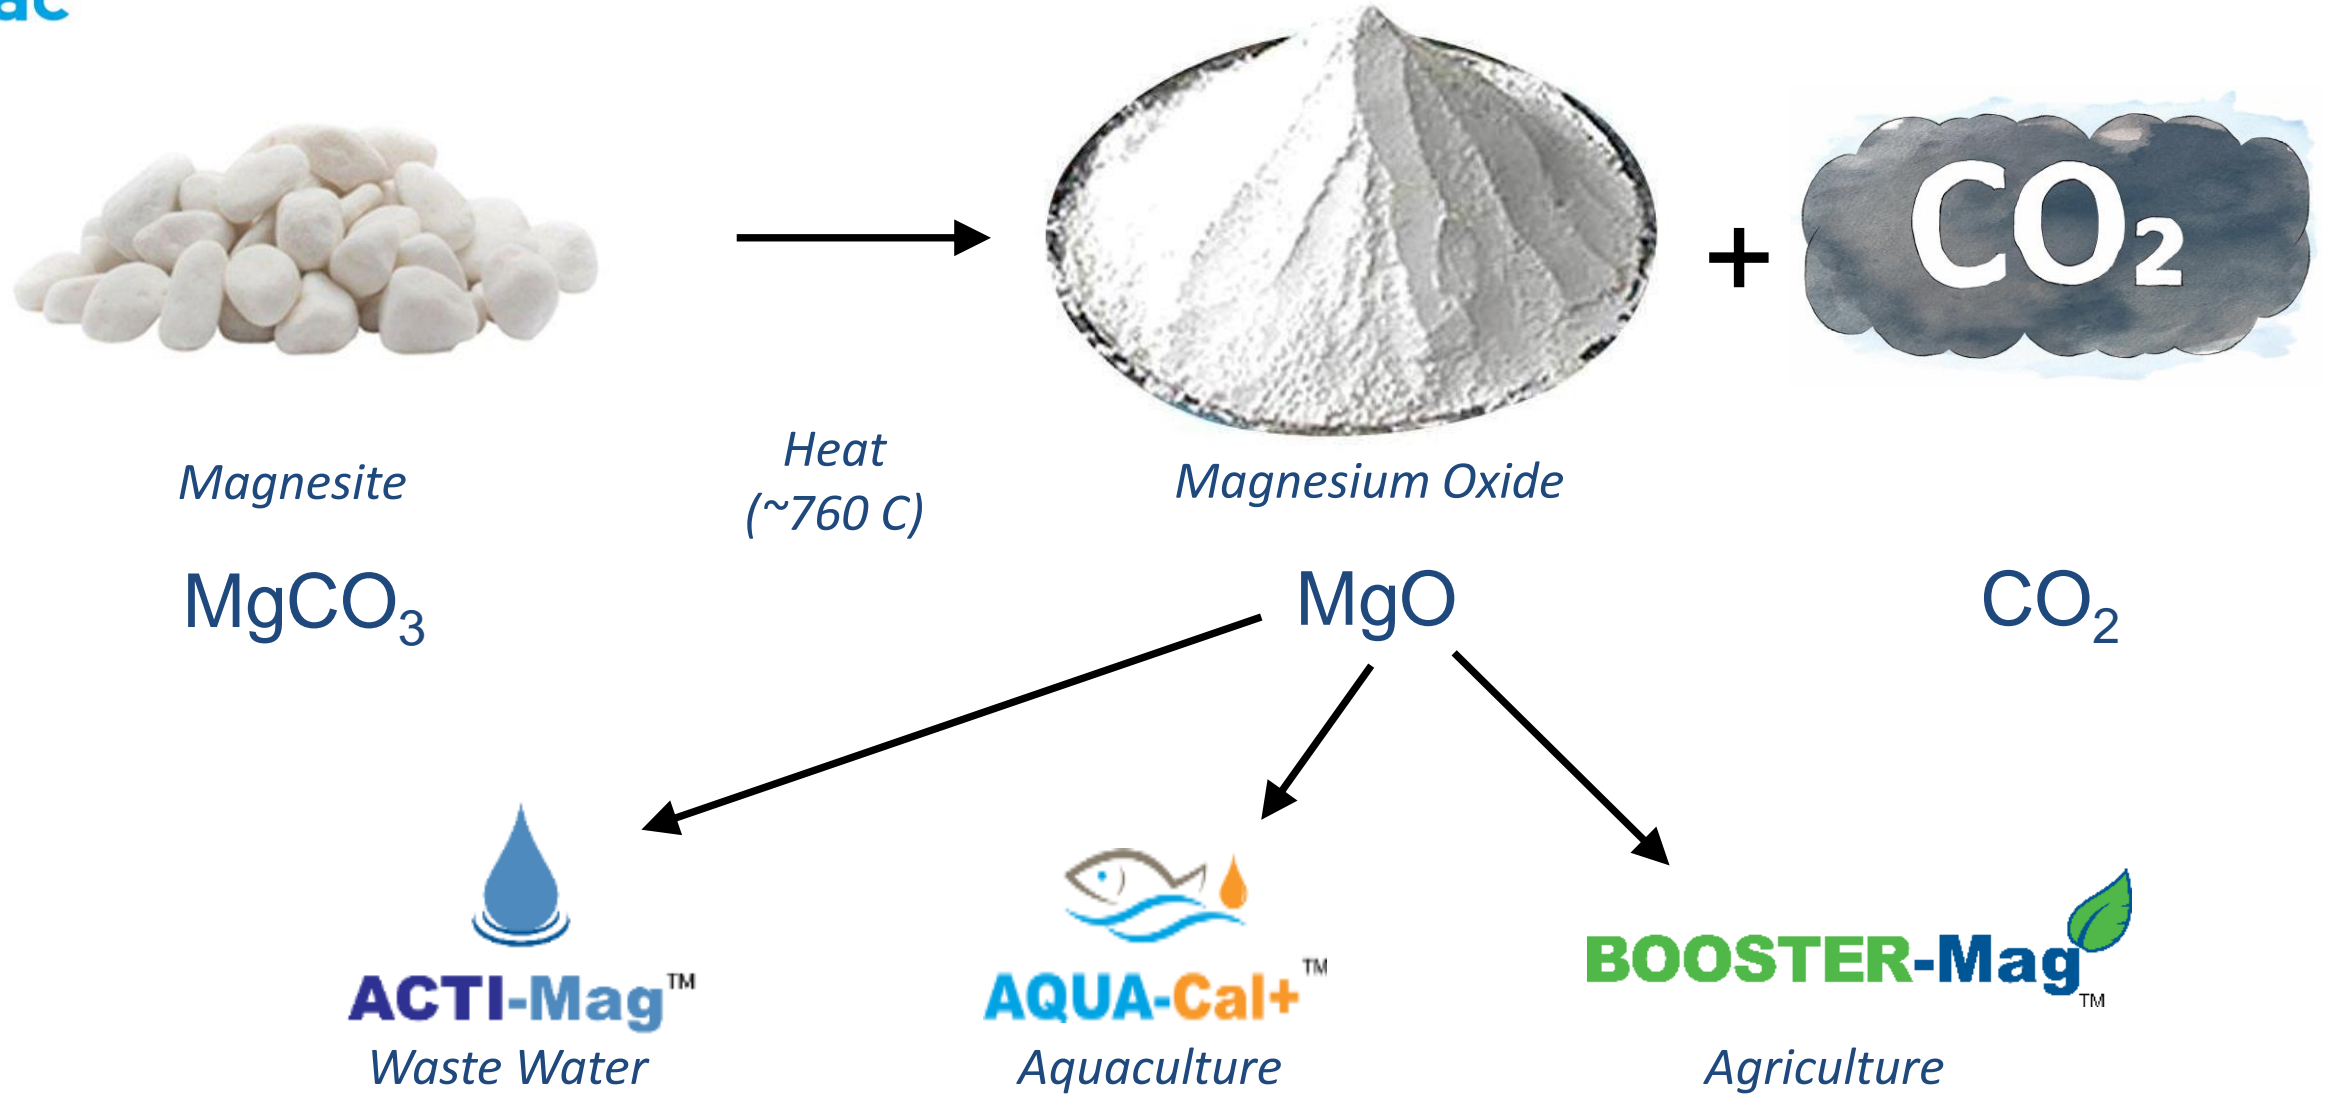 ac
CO₂
Magnesite
Heat
(~760 C)
Magnesium Oxide
MgCO₃
MgO
CO₂
+
ACTI-Mag™
Waste Water
AQUA-Cal+™
Aquaculture
BOOSTER-Mag™
Agriculture